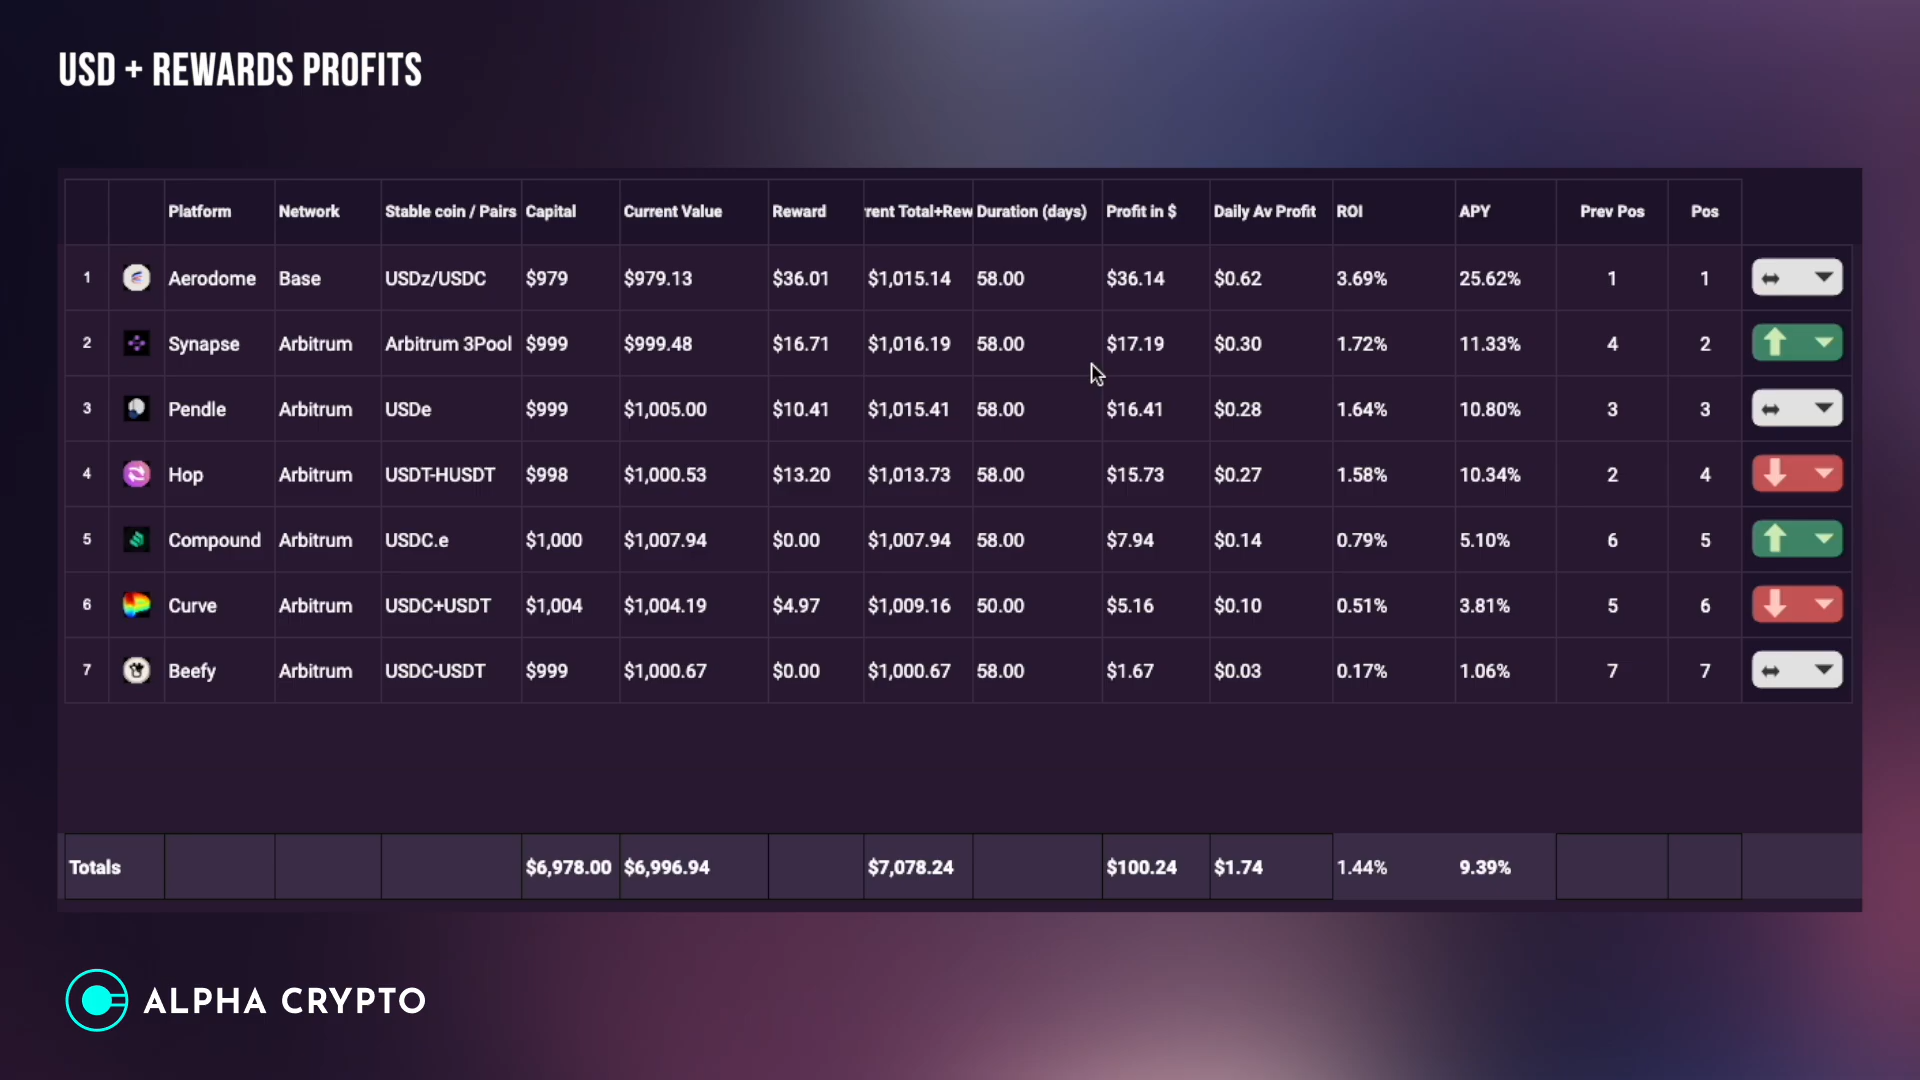 USD + REWARDS PROFITS
Platform Network Stable coin / Pairs Capital Current Value Reward rent Total+Rew Duration (days) Profit in $ Daily Av Profit ROI APY Prev Pos Pos
1 Aerodome Base USDz/USDC $979 $979.13 $36.01 $1,015.14 58.00 $36.14 $0.62 3.69% 25.62% 1 1
2 Synapse Arbitrum Arbitrum 3Pool $999 $999.48 $16.71 $1,016.19 58.00 $17.19 $0.30 1.72% 11.33% 4 2
3 Pendle Arbitrum USDe $999 $1,005.00 $10.41 $1,015.41 58.00 $16.41 $0.28 1.64% 10.80% 3 3
4 Hop Arbitrum USDT-HUSDT $998 $1,000.53 $13.20 $1,013.73 58.00 $15.73 $0.27 1.58% 10.34% 2 4
5 Compound Arbitrum USDC.e $1,000 $1,007.94 $0.00 $1,007.94 58.00 $7.94 $0.14 0.79% 5.10% 6 5
6 Curve Arbitrum USDC+USDT $1,004 $1,004.19 $4.97 $1,009.16 50.00 $5.16 $0.10 0.51% 3.81% 5 6
7 Beefy Arbitrum USDC-USDT $999 $1,000.67 $0.00 $1,000.67 58.00 $1.67 $0.03 0.17% 1.06% 7 7
Totals $6,978.00 $6,996.94 $7,078.24 $100.24 $1.74 1.44% 9.39%
ALPHA CRYPTO